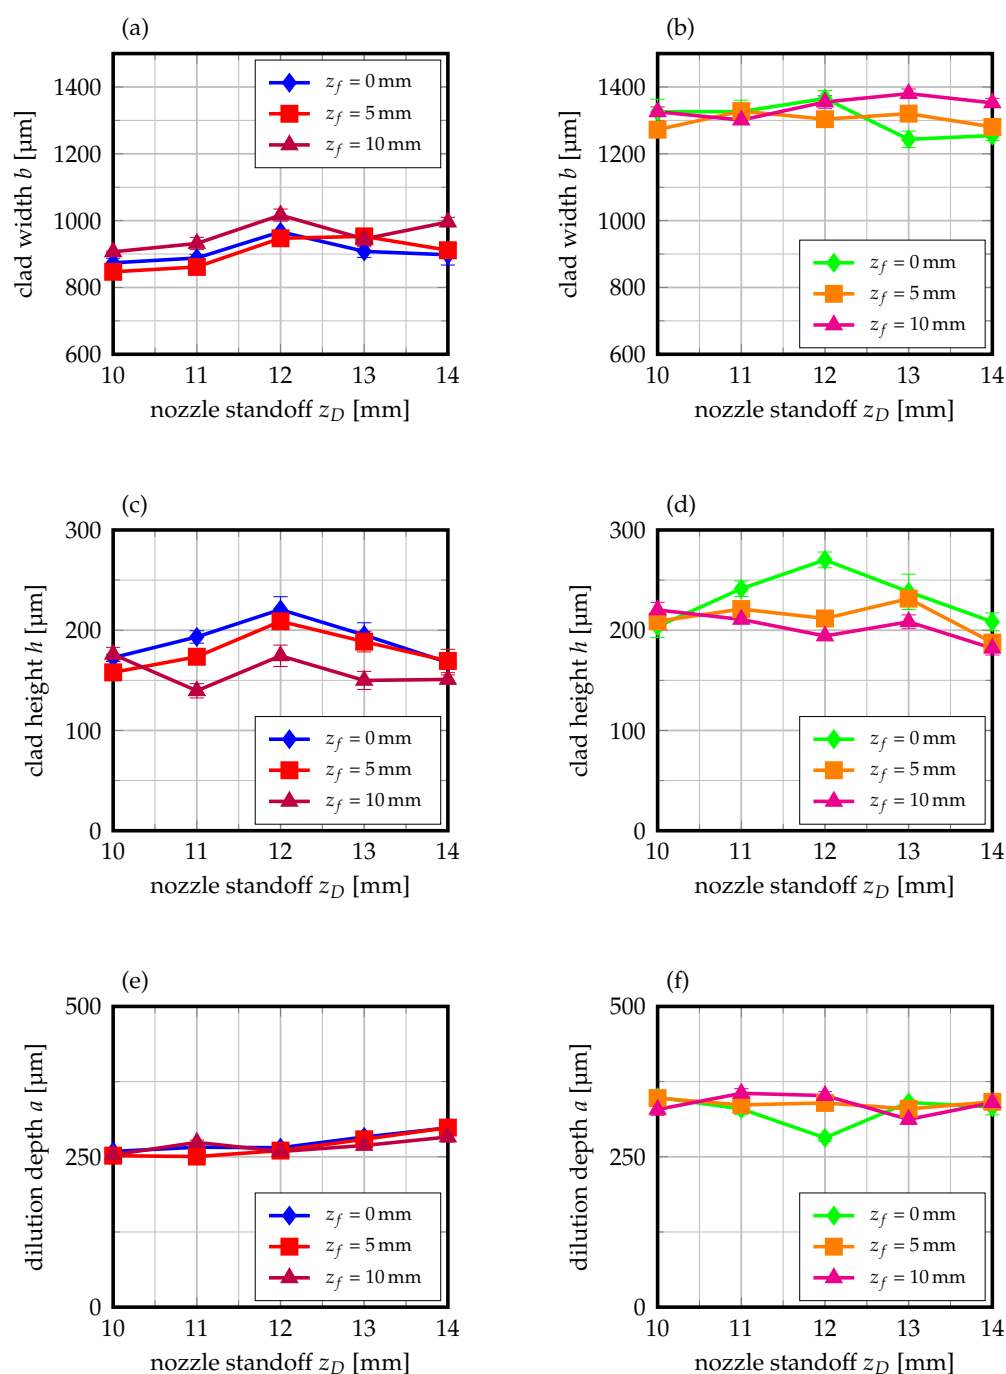 (a)
1400
1200
1000
800
600
clad width b [µm]
z_f = 0 mm
z_f = 5 mm
z_f = 10 mm
10 11 12 13 14
nozzle standoff z_D [mm]
(b)
1400
1200
1000
800
600
clad width b [µm]
z_f = 0 mm
z_f = 5 mm
z_f = 10 mm
10 11 12 13 14
nozzle standoff z_D [mm]
(c)
300
200
100
0
clad height h [µm]
z_f = 0 mm
z_f = 5 mm
z_f = 10 mm
10 11 12 13 14
nozzle standoff z_D [mm]
(d)
300
200
100
0
clad height h [µm]
z_f = 0 mm
z_f = 5 mm
z_f = 10 mm
10 11 12 13 14
nozzle standoff z_D [mm]
(e)
500
250
0
dilution depth a [µm]
z_f = 0 mm
z_f = 5 mm
z_f = 10 mm
10 11 12 13 14
nozzle standoff z_D [mm]
(f)
500
250
0
dilution depth a [µm]
z_f = 0 mm
z_f = 5 mm
z_f = 10 mm
10 11 12 13 14
nozzle standoff z_D [mm]